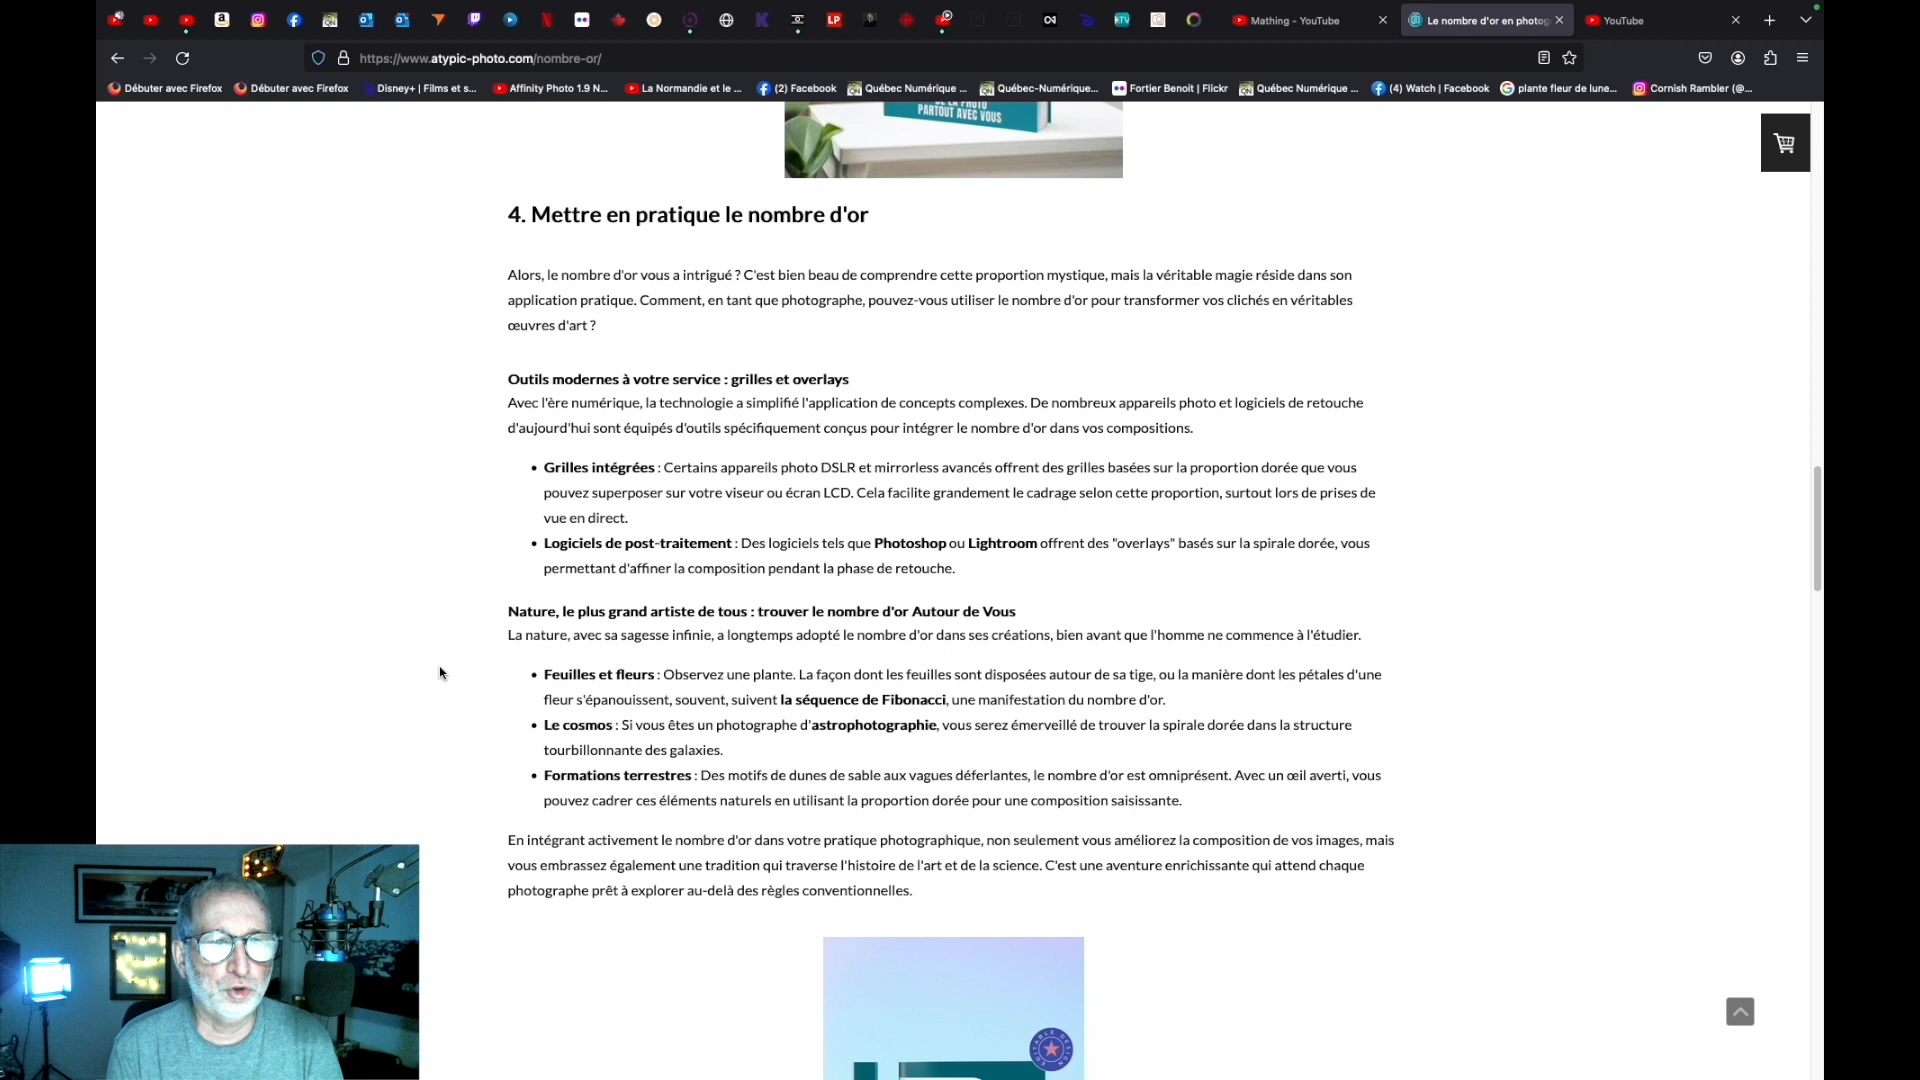 Mathing - YouTube
Le nombre d'or en photog
YouTube
https://www.atypic-photo.com/nombre-or/
Débuter avec Firefox
Débuter avec Firefox
Disney+ | Films et s...
Affinity Photo 1.9 N...
La Normandie et le ...
(2) Facebook
Québec Numérique ...
Québec-Numérique...
Fortier Benoit | Flickr
Québec Numérique ...
(4) Watch | Facebook
plante fleur de lune...
Cornish Rambler (@...
DE LA PHOTO
PARTOUT AVEC VOUS
4. Mettre en pratique le nombre d'or
Alors, le nombre d'or vous a intrigué ? C'est bien beau de comprendre cette proportion mystique, mais la véritable magie réside dans son
application pratique. Comment, en tant que photographe, pouvez-vous utiliser le nombre d'or pour transformer vos clichés en véritables
œuvres d'art ?
Outils modernes à votre service : grilles et overlays
Avec l'ère numérique, la technologie a simplifié l'application de concepts complexes. De nombreux appareils photo et logiciels de retouche
d'aujourd'hui sont équipés d'outils spécifiquement conçus pour intégrer le nombre d'or dans vos compositions.
• Grilles intégrées : Certains appareils photo DSLR et mirrorless avancés offrent des grilles basées sur la proportion dorée que vous
pouvez superposer sur votre viseur ou écran LCD. Cela facilite grandement le cadrage selon cette proportion, surtout lors de prises de
vue en direct.
• Logiciels de post-traitement : Des logiciels tels que Photoshop ou Lightroom offrent des "overlays" basés sur la spirale dorée, vous
permettant d'affiner la composition pendant la phase de retouche.
Nature, le plus grand artiste de tous : trouver le nombre d'or Autour de Vous
La nature, avec sa sagesse infinie, a longtemps adopté le nombre d'or dans ses créations, bien avant que l'homme ne commence à l'étudier.
• Feuilles et fleurs : Observez une plante. La façon dont les feuilles sont disposées autour de sa tige, ou la manière dont les pétales d'une
fleur s'épanouissent, souvent, suivent la séquence de Fibonacci, une manifestation du nombre d'or.
• Le cosmos : Si vous êtes un photographe d'astrophotographie, vous serez émerveillé de trouver la spirale dorée dans la structure
tourbillonnante des galaxies.
• Formations terrestres : Des motifs de dunes de sable aux vagues déferlantes, le nombre d'or est omniprésent. Avec un œil averti, vous
pouvez cadrer ces éléments naturels en utilisant la proportion dorée pour une composition saisissante.
En intégrant activement le nombre d'or dans votre pratique photographique, non seulement vous améliorez la composition de vos images, mais
vous embrassez également une tradition qui traverse l'histoire de l'art et de la science. C'est une aventure enrichissante qui attend chaque
photographe prêt à explorer au-delà des règles conventionnelles.